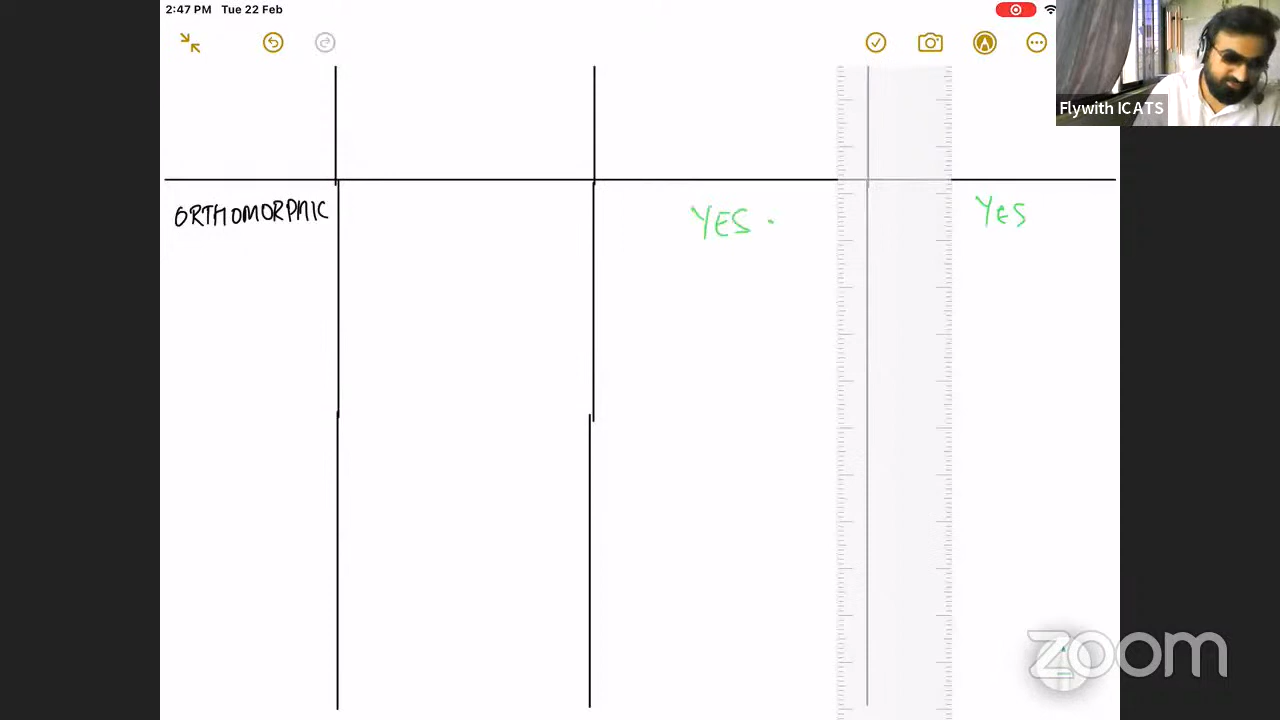 2:47 PM Tue 22 Feb
Flywith ICATS
ORTHOMORPHIC YES . YES
zoom